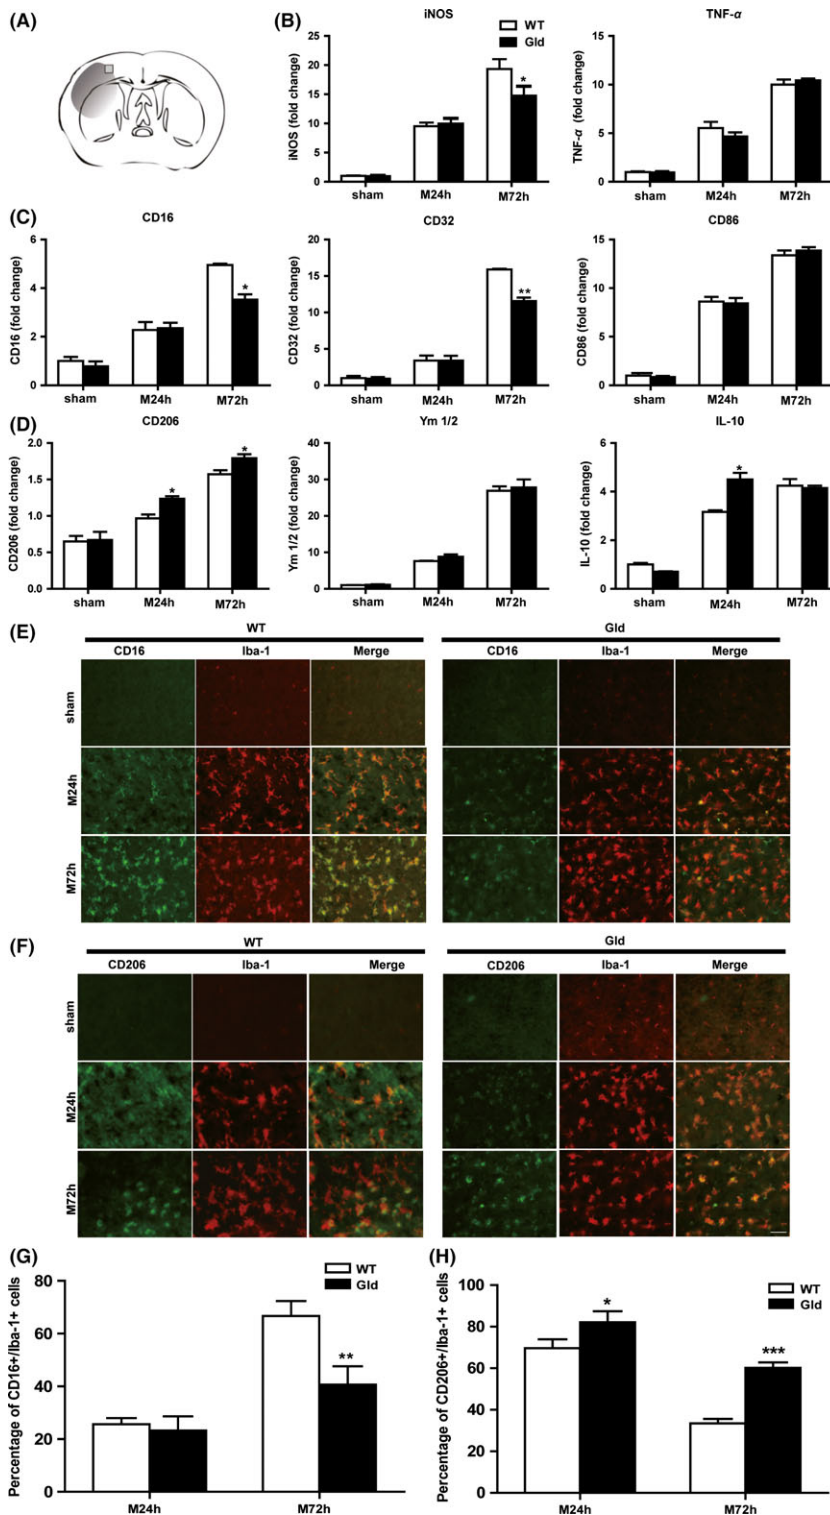 (A)
(B)
iNOS
WT
Gld
iNOS (fold change)
25
20
15
10
5
0
*
sham
M24h
M72h
TNF-α
TNF-α (fold change)
15
10
5
0
sham
M24h
M72h
(C)
CD16
CD16 (fold change)
6
4
2
0
*
sham
M24h
M72h
CD32
CD32 (fold change)
20
15
10
5
0
**
sham
M24h
M72h
CD86
CD86 (fold change)
15
10
5
0
sham
M24h
M72h
(D)
CD206
CD206 (fold change)
2.0
1.5
1.0
0.5
0.0
*
*
sham
M24h
M72h
Ym 1/2
Ym 1/2 (fold change)
40
30
20
10
0
sham
M24h
M72h
IL-10
IL-10 (fold change)
6
4
2
0
*
sham
M24h
M72h
(E)
WT
Gld
CD16 Iba-1 Merge
CD16 Iba-1 Merge
sham
M24h
M72h
(F)
WT
Gld
CD206 Iba-1 Merge
CD206 Iba-1 Merge
sham
M24h
M72h
(G)
WT
Gld
Percentage of CD16+/Iba-1+ cells
80
60
40
20
0
**
M24h
M72h
(H)
WT
Gld
Percentage of CD206+/Iba-1+ cells
100
80
60
40
20
0
*
***
M24h
M72h